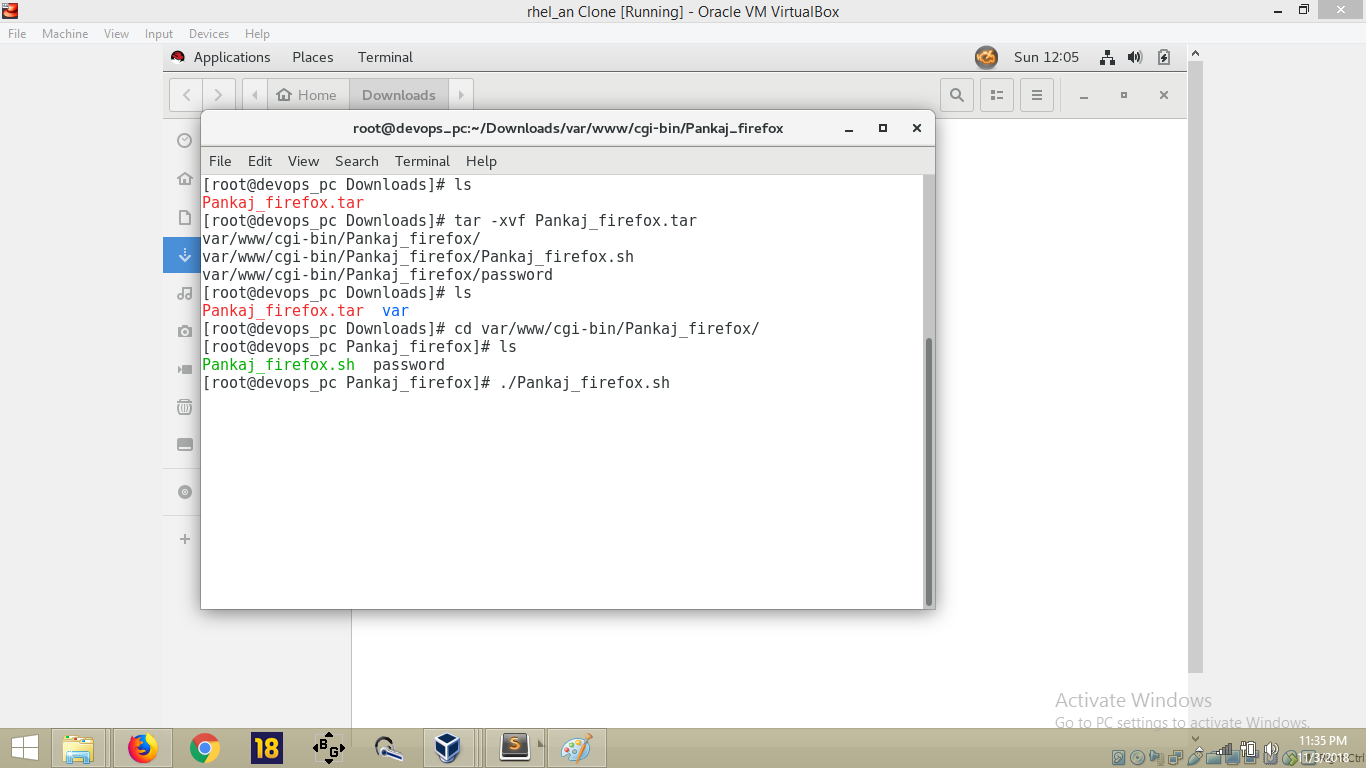 rhel_an Clone [Running] - Oracle VM VirtualBox
File Machine View Input Devices Help
Applications Places Terminal Sun 12:05
Home Downloads
root@devops_pc:~/Downloads/var/www/cgi-bin/Pankaj_firefox
File Edit View Search Terminal Help
[root@devops_pc Downloads]# ls
Pankaj_firefox.tar
[root@devops_pc Downloads]# tar -xvf Pankaj_firefox.tar
var/www/cgi-bin/Pankaj_firefox/
var/www/cgi-bin/Pankaj_firefox/Pankaj_firefox.sh
var/www/cgi-bin/Pankaj_firefox/password
[root@devops_pc Downloads]# ls
Pankaj_firefox.tar var
[root@devops_pc Downloads]# cd var/www/cgi-bin/Pankaj_firefox/
[root@devops_pc Pankaj_firefox]# ls
Pankaj_firefox.sh password
[root@devops_pc Pankaj_firefox]# ./Pankaj_firefox.sh
Activate Windows
Go to PC settings to activate Windows.
18
B G
S
11:35 PM
11/3/2018
Ctrl